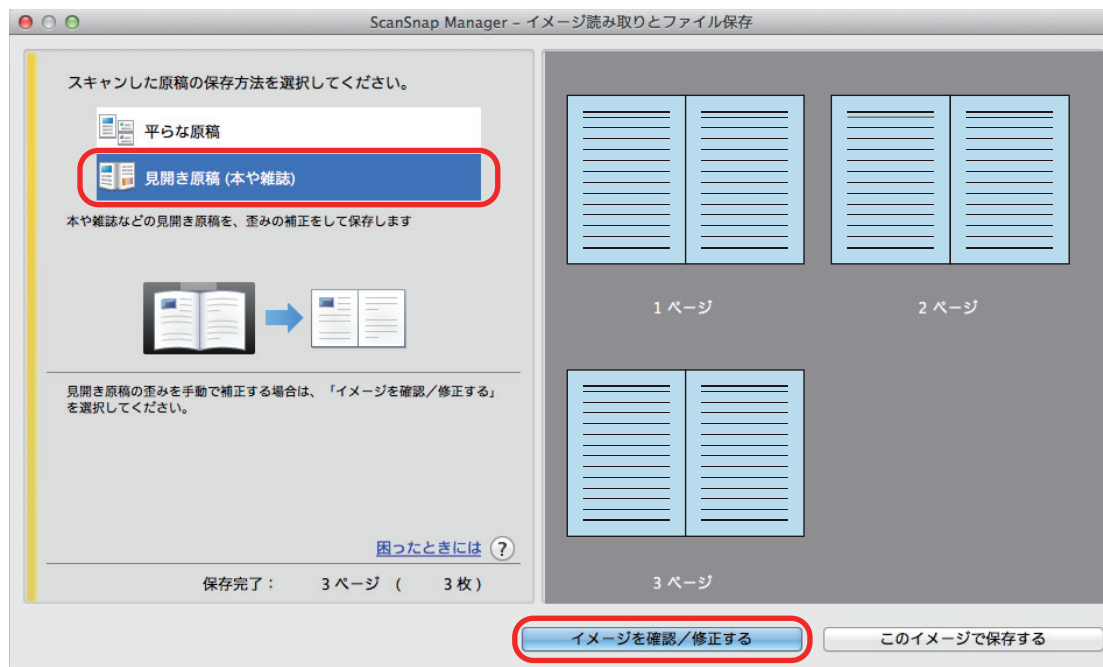 ScanSnap Manager – イメージ読み取りとファイル保存
スキャンした原稿の保存方法を選択してください。
平らな原稿
見開き原稿 (本や雑誌)
本や雑誌などの見開き原稿を、歪みの補正をして保存します
見開き原稿の歪みを手動で補正する場合は、「イメージを確認／修正する」
を選択してください。
困ったときには ?
保存完了： 3 ページ ( 3 枚 )
1 ページ
2 ページ
3 ページ
イメージを確認／修正する
このイメージで保存する